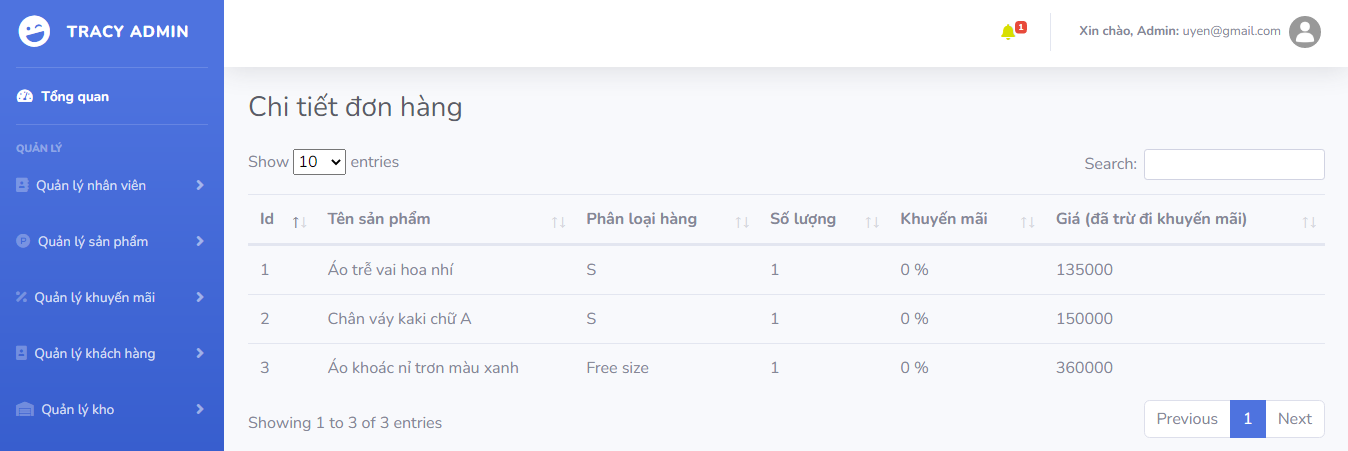 TRACY ADMIN
1
Xin chào, Admin: uyen@gmail.com
Tổng quan
QUẢN LÝ
Quản lý nhân viên
Quản lý sản phẩm
Quản lý khuyến mãi
Quản lý khách hàng
Quản lý kho
Chi tiết đơn hàng
Show 10 entries
Search:
Id Tên sản phẩm Phân loại hàng Số lượng Khuyến mãi Giá (đã trừ đi khuyến mãi)
1 Áo trễ vai hoa nhí S 1 0 % 135000
2 Chân váy kaki chữ A S 1 0 % 150000
3 Áo khoác nỉ trơn màu xanh Free size 1 0 % 360000
Showing 1 to 3 of 3 entries
Previous 1 Next